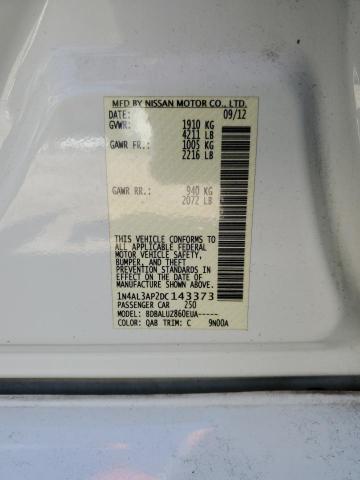 MFD BY NISSAN MOTOR CO., LTD.
DATE: 09/12
GVWR: 1910 KG
4211 LB
GAWR FR.: 1005 KG
2216 LB
GAWR RR.: 940 KG
2072 LB
THIS VEHICLE CONFORMS TO
ALL APPLICABLE FEDERAL
MOTOR VEHICLE SAFETY,
BUMPER, AND THEFT
PREVENTION STANDARDS
IN EFFECT ON THE DATE OF
MANUFACTURE SHOWN ABOVE.
1N4AL3AP2DC143373
PASSENGER CAR 250
MODEL: BDBALUZ860EUA-----
COLOR: QAB TRIM: C 9N00A